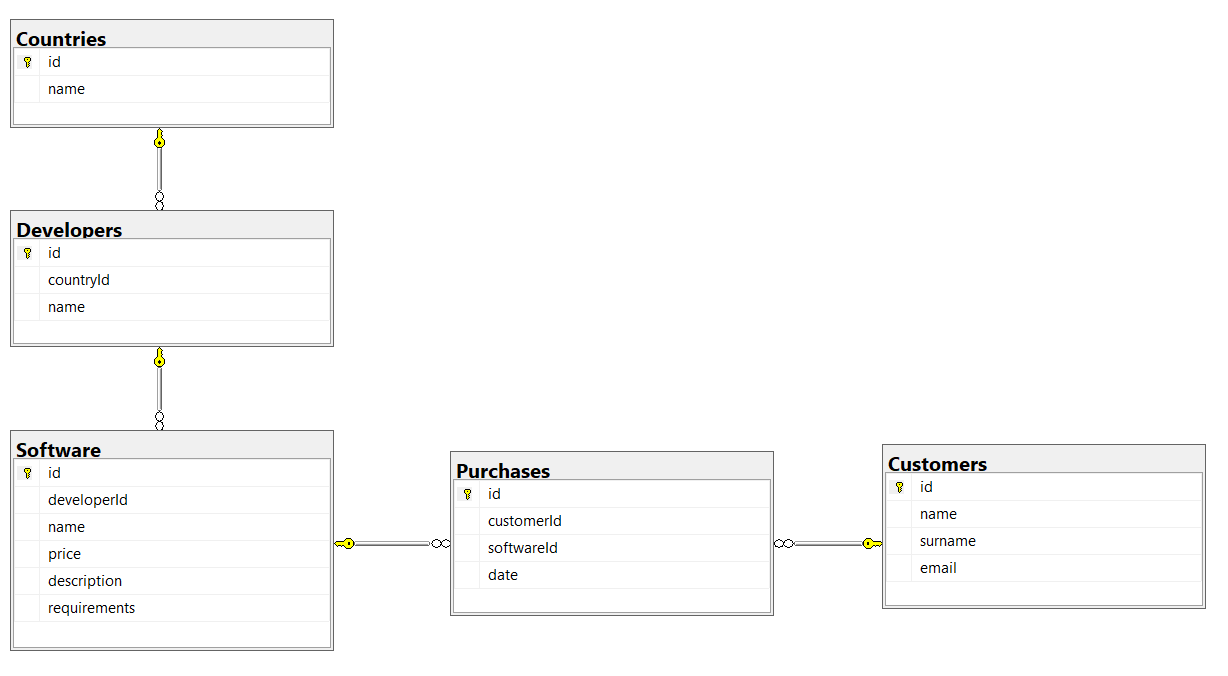 Countries
id
name
Developers
id
countryId
name
Software
id
developerId
name
price
description
requirements
Purchases
id
customerId
softwareId
date
Customers
id
name
surname
email